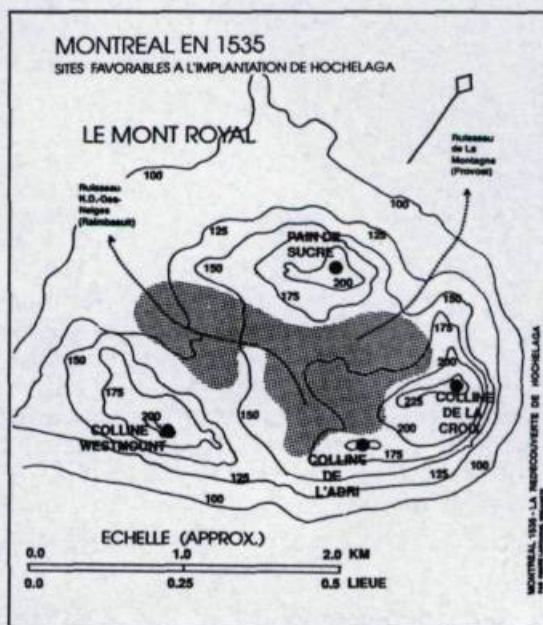 MONTREAL EN 1535
SITES FAVORABLES A L'IMPLANTATION DE HOCHELAGA
LE MONT ROYAL
Ruisseau
de La
Montagne
(Provost)
Ruisseau
N.D.-Des-
Neiges
(Raimbault)
100
100
125
125
PAIN DE
SUCRE
150
200
175
150
175
150
175
200
COLLINE
WESTMOUNT
150
200
225
COLLINE
DE LA
CROIX
200
175
COLLINE
DE
L'ABRI
125
125
100
100
ECHELLE (APPROX.)
0.0 1.0 2.0 KM
0.0 0.25 0.5 LIEUE
MONTREAL 1535 - LA REDECOUVERTE DE HOCHELAGA